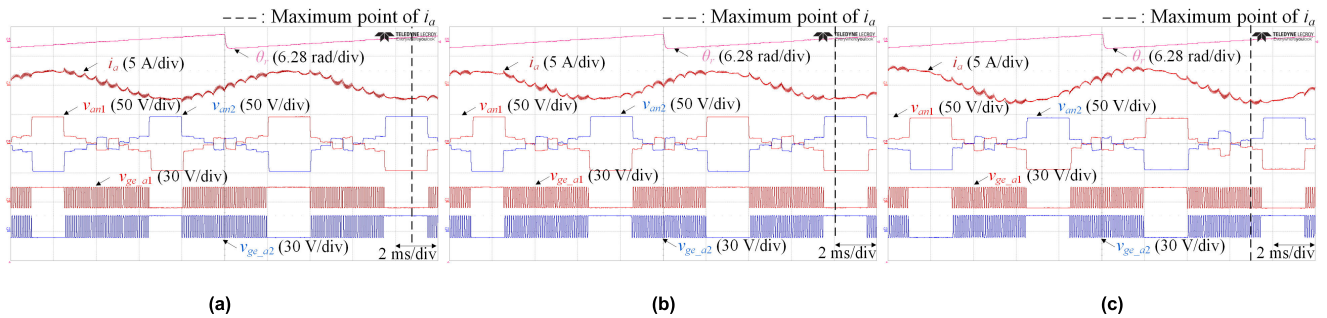 – – – : Maximum point of i_a
TELEDYNE LECROY
Everywhereyoulook
θ_r (6.28 rad/div)
i_a (5 A/div)
v_an1 (50 V/div) v_an2 (50 V/div)
v_ge_a1 (30 V/div)
v_ge_a2 (30 V/div)
2 ms/div
(a)
– – – : Maximum point of i_a
TELEDYNE LECROY
Everywhereyoulook
θ_r (6.28 rad/div)
i_a (5 A/div)
v_an1 (50 V/div) v_an2 (50 V/div)
v_ge_a1 (30 V/div)
v_ge_a2 (30 V/div)
2 ms/div
(b)
– – – : Maximum point of i_a
TELEDYNE LECROY
Everywhereyoulook
θ_r (6.28 rad/div)
i_a (5 A/div)
v_an1 (50 V/div) v_an2 (50 V/div)
v_ge_a1 (30 V/div)
v_ge_a2 (30 V/div)
2 ms/div
(c)